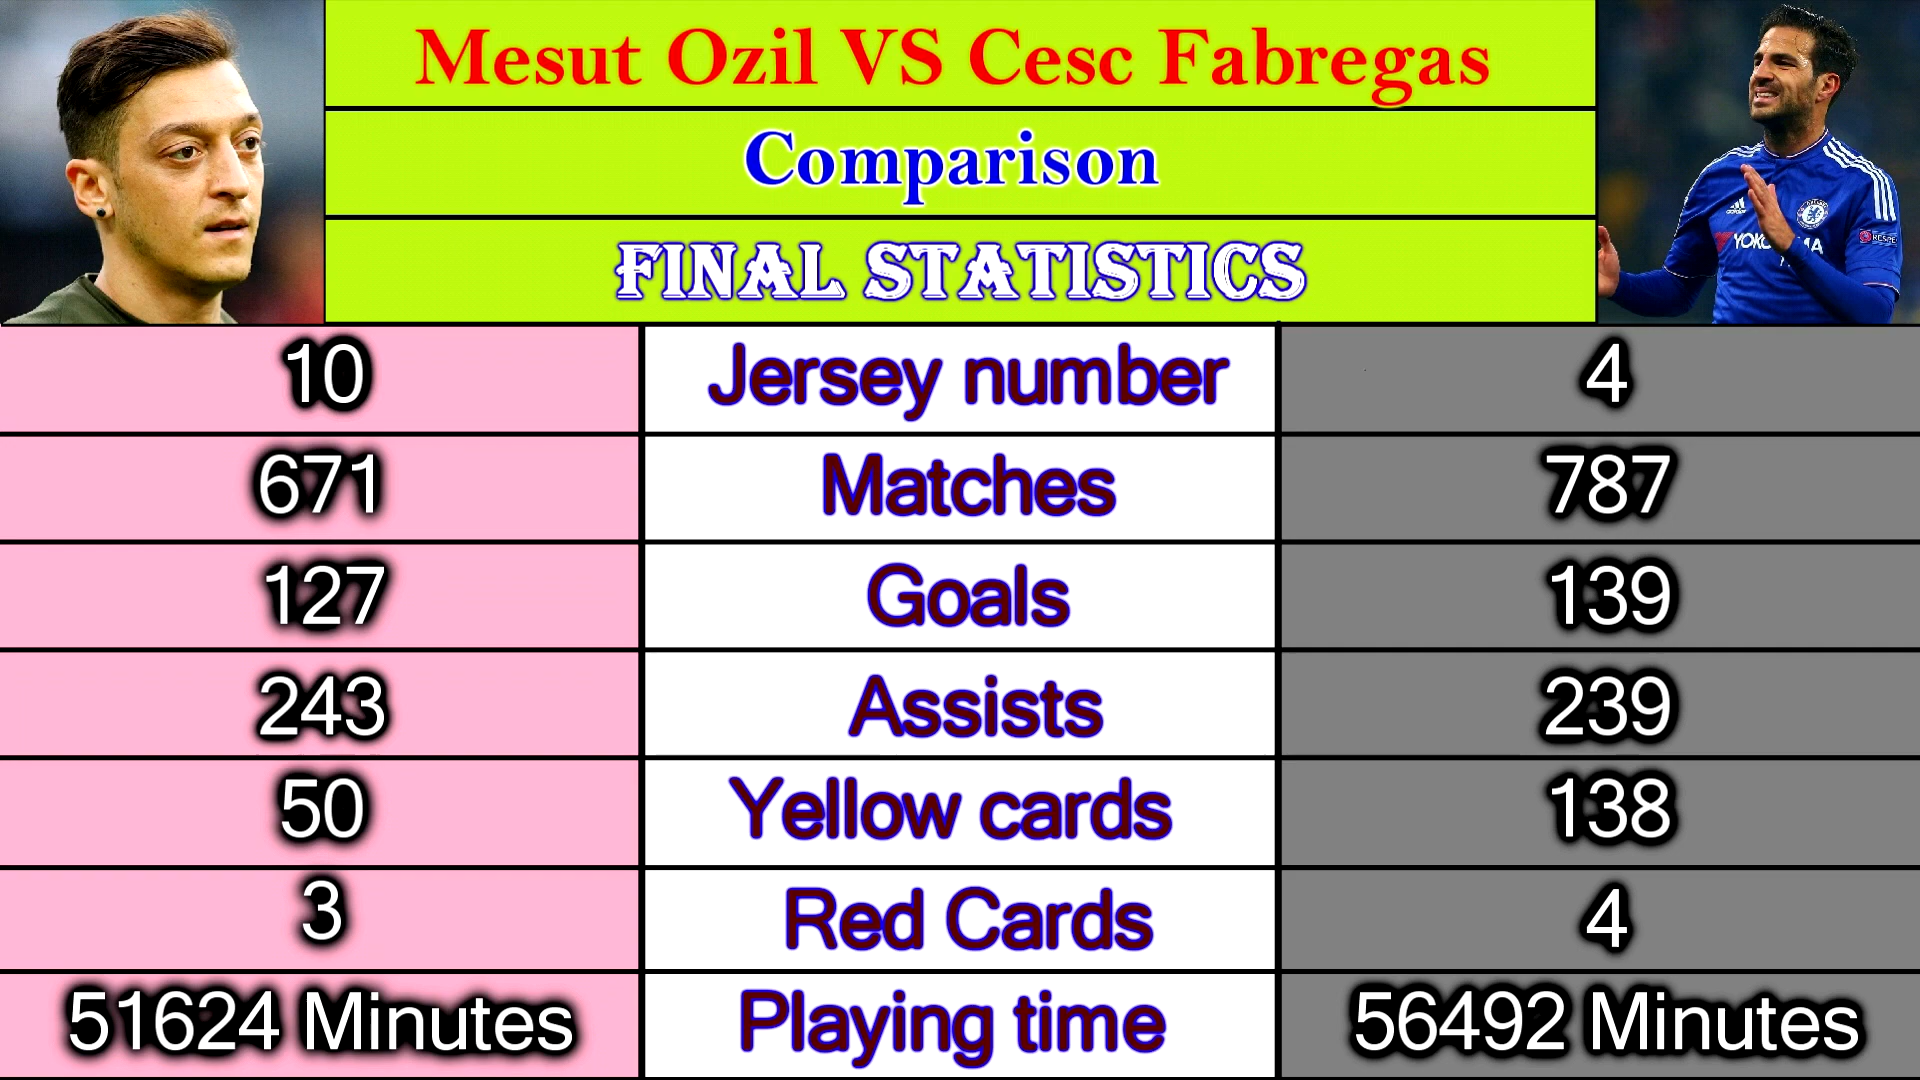 Mesut Ozil VS Cesc Fabregas
Comparison
FINAL STATISTICS
10 Jersey number 4
671 Matches 787
127 Goals 139
243 Assists 239
50 Yellow cards 138
3 Red Cards 4
51624 Minutes Playing time 56492 Minutes
adidas